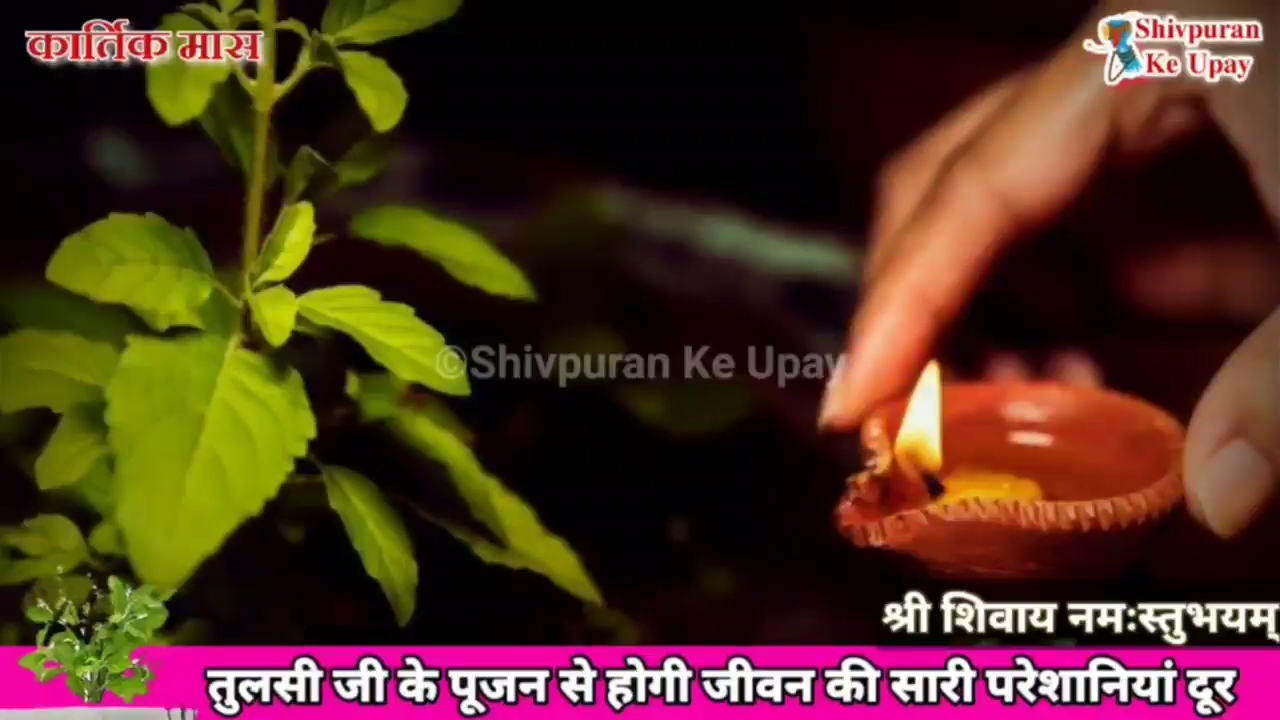 कार्तिक मास
Shivpuran
Ke Upay
©Shivpuran Ke Upay
श्री शिवाय नमःस्तुभयम्
तुलसी जी के पूजन से होगी जीवन की सारी परेशानियां दूर